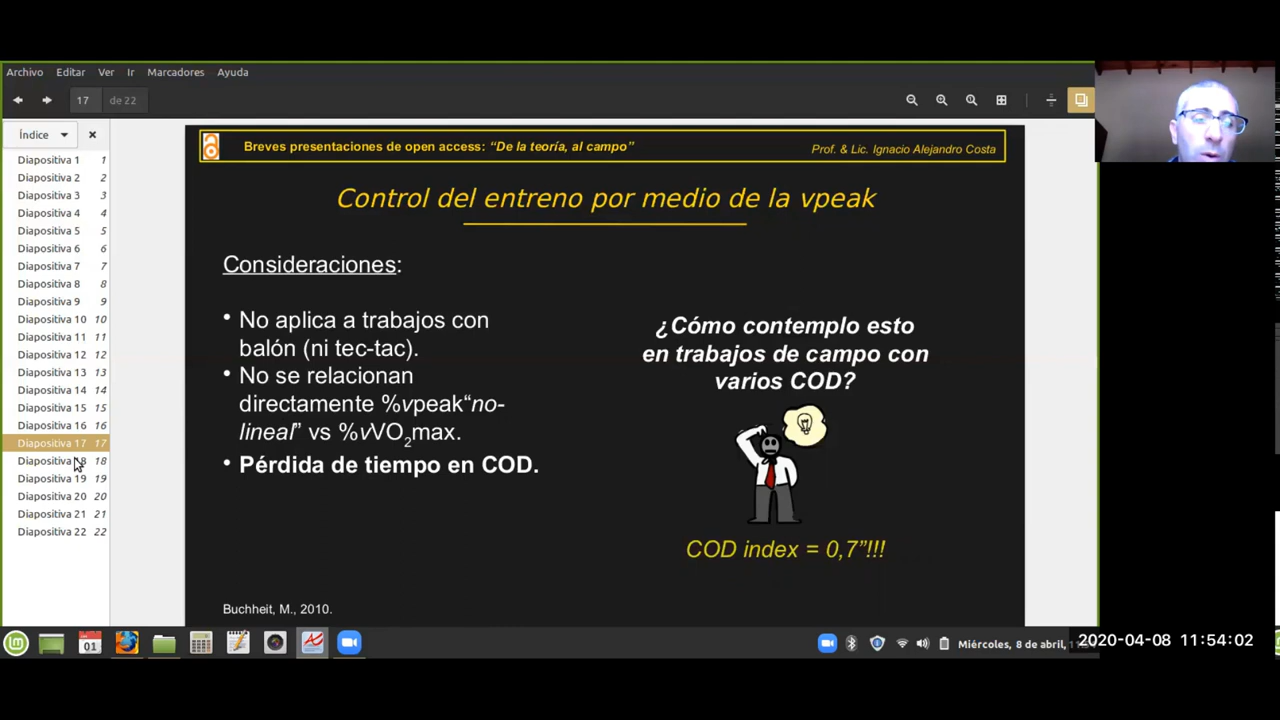 Archivo Editar Ver Ir Marcadores Ayuda
17 de 22
Índice
Diapositiva 1 1
Diapositiva 2 2
Diapositiva 3 3
Diapositiva 4 4
Diapositiva 5 5
Diapositiva 6 6
Diapositiva 7 7
Diapositiva 8 8
Diapositiva 9 9
Diapositiva 10 10
Diapositiva 11 11
Diapositiva 12 12
Diapositiva 13 13
Diapositiva 14 14
Diapositiva 15 15
Diapositiva 16 16
Diapositiva 17 17
Diapositiva 18 18
Diapositiva 19 19
Diapositiva 20 20
Diapositiva 21 21
Diapositiva 22 22
Breves presentaciones de open access: “De la teoría, al campo”
Prof. & Lic. Ignacio Alejandro Costa
Control del entreno por medio de la vpeak
Consideraciones:
• No aplica a trabajos con
balón (ni tec-tac).
• No se relacionan
directamente %vpeak“no-
lineal” vs %vVO2max.
• Pérdida de tiempo en COD.
¿Cómo contemplo esto
en trabajos de campo con
varios COD?
COD index = 0,7”!!!
Buchheit, M., 2010.
01
Miércoles, 8 de abril,
2020-04-08 11:54:02